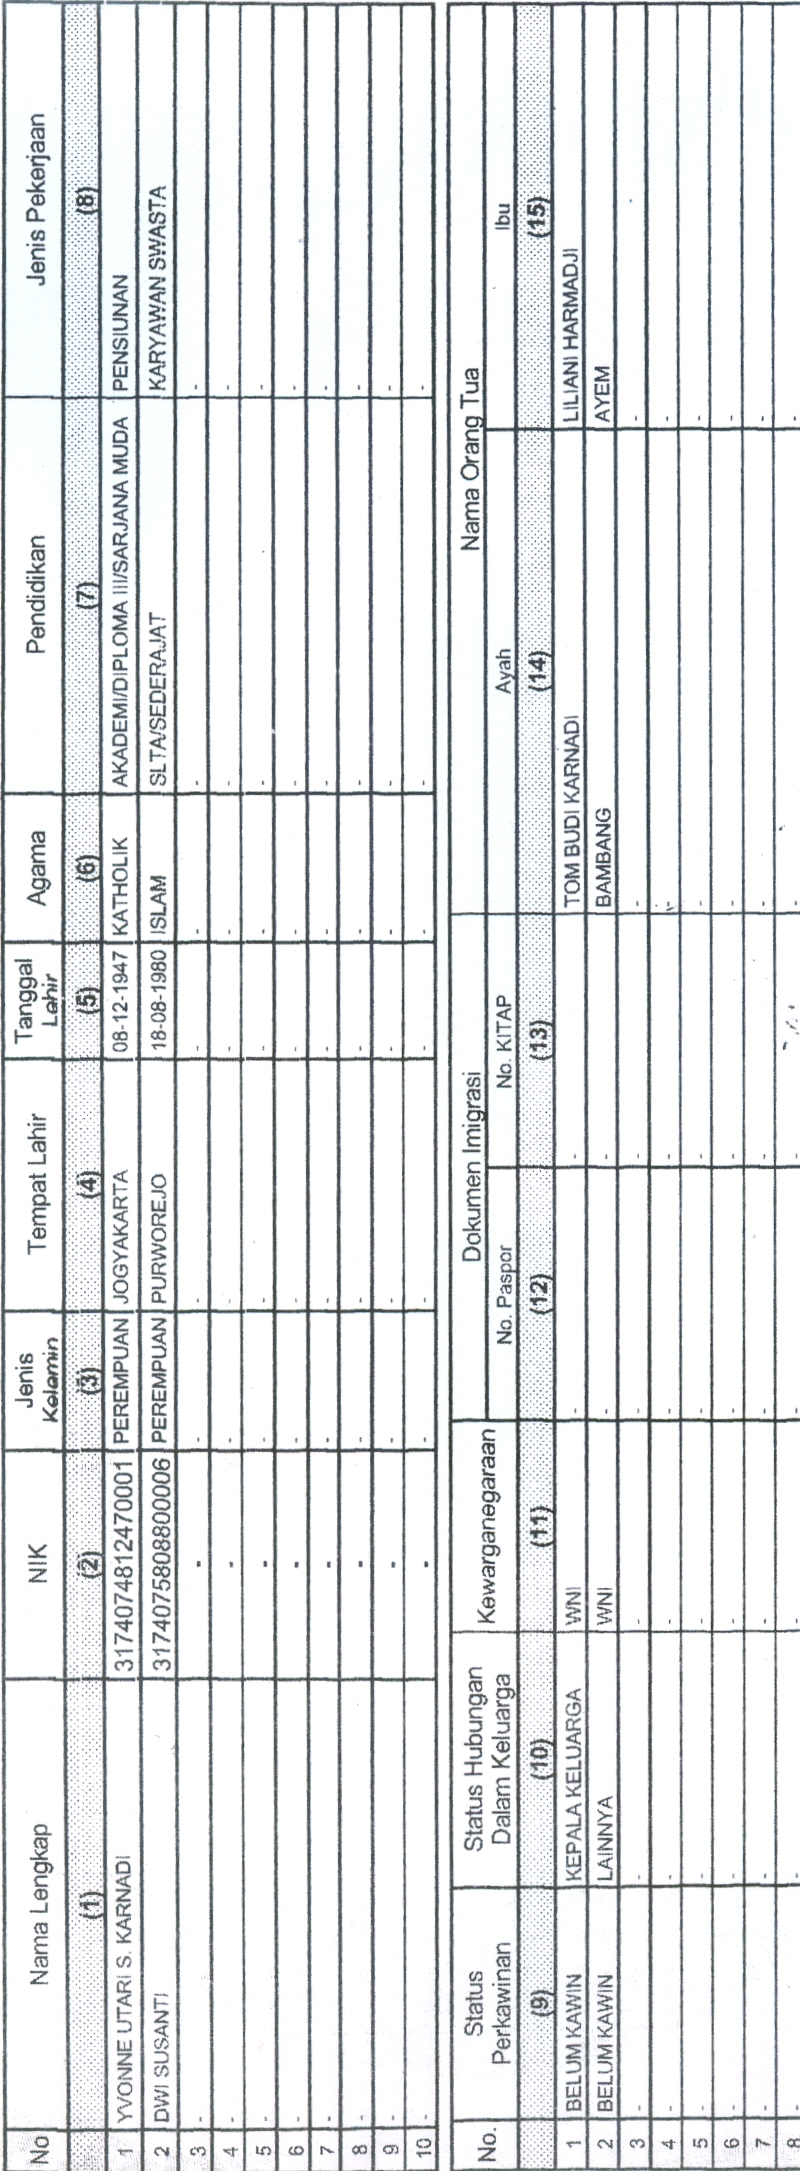 No Nama Lengkap NIK Jenis Kelamin Tempat Lahir Tanggal Lahir Agama Pendidikan Jenis Pekerjaan
(1) (2) (3) (4) (5) (6) (7) (8)
1 YVONNE UTARI S. KARNADI 3174074812470001 PEREMPUAN JOGYAKARTA 08-12-1947 KATHOLIK AKADEMI/DIPLOMA III/SARJANA MUDA PENSIUNAN
2 DWI SUSANTI 3174075808800006 PEREMPUAN PURWOREJO 18-08-1980 ISLAM SLTA/SEDERAJAT KARYAWAN SWASTA
3 - - - - - - - -
4 - - - - - - - -
5 - - - - - - - -
6 - - - - - - - -
7 - - - - - - - -
8 - - - - - - - -
9 - - - - - - - -
10 - - - - - - - -
No. Status Perkawinan Status Hubungan Dalam Keluarga Kewarganegaraan Dokumen Imigrasi Nama Orang Tua
No. Paspor No. KITAP Ayah Ibu
(9) (10) (11) (12) (13) (14) (15)
1 BELUM KAWIN KEPALA KELUARGA WNI - - TOM BUDI KARNADI LILIANI HARMADJI
2 BELUM KAWIN LAINNYA WNI - - BAMBANG AYEM
3 - - - - - - -
4 - - - - - - -
5 - - - - - - -
6 - - - - - - -
7 - - - - - - -
8 - - - - - - -